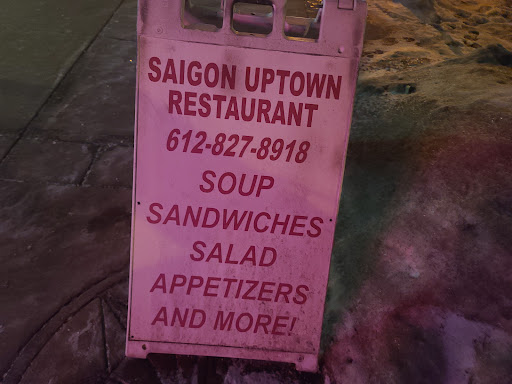 SAIGON UPTOWN
RESTAURANT
612-827-8918
SOUP
SANDWICHES
SALAD
APPETIZERS
AND MORE!